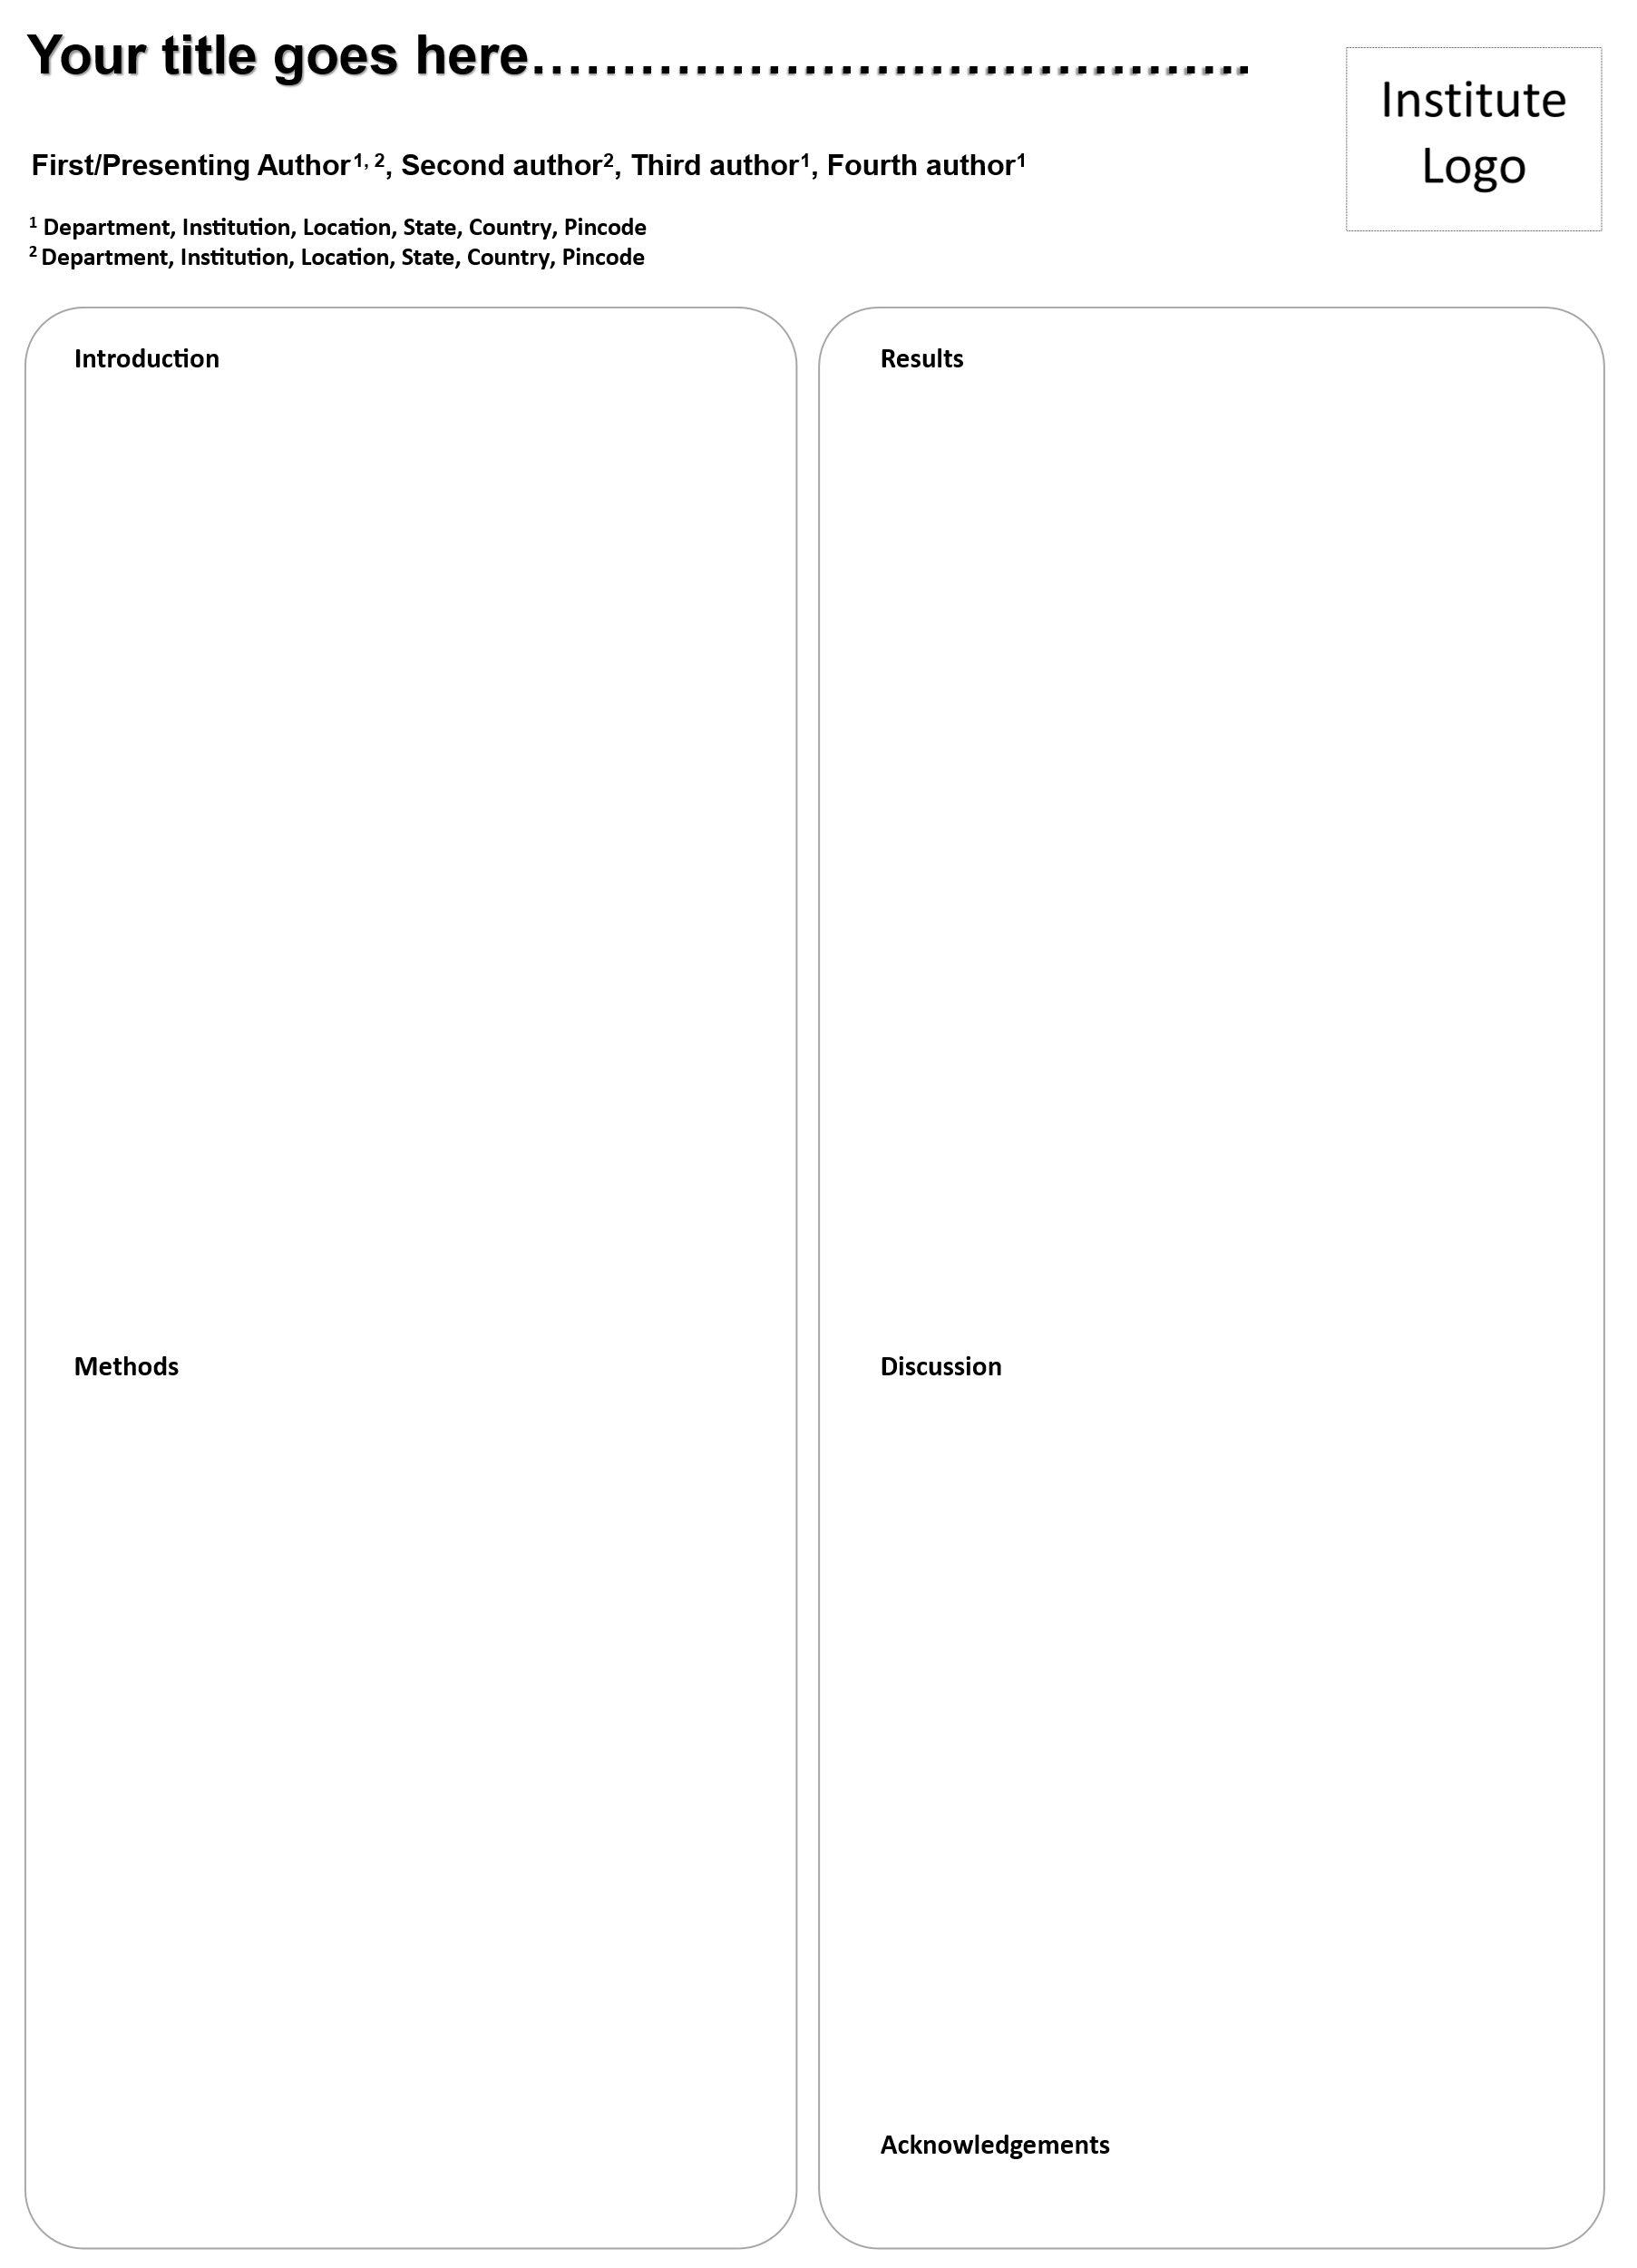 Your title goes here……………………………………
Institute
Logo
First/Presenting Author¹, ², Second author², Third author¹, Fourth author¹
¹ Department, Institution, Location, State, Country, Pincode
² Department, Institution, Location, State, Country, Pincode
Introduction
Methods
Results
Discussion
Acknowledgements